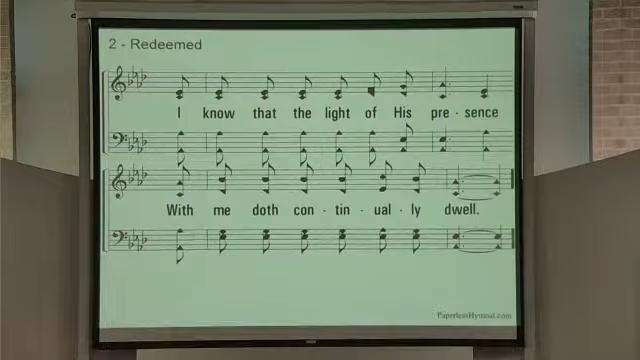 2 - Redeemed
I know that the light of His pre - sence
With me doth con - tin - ual - ly dwell.
PaperlessHymnal.com